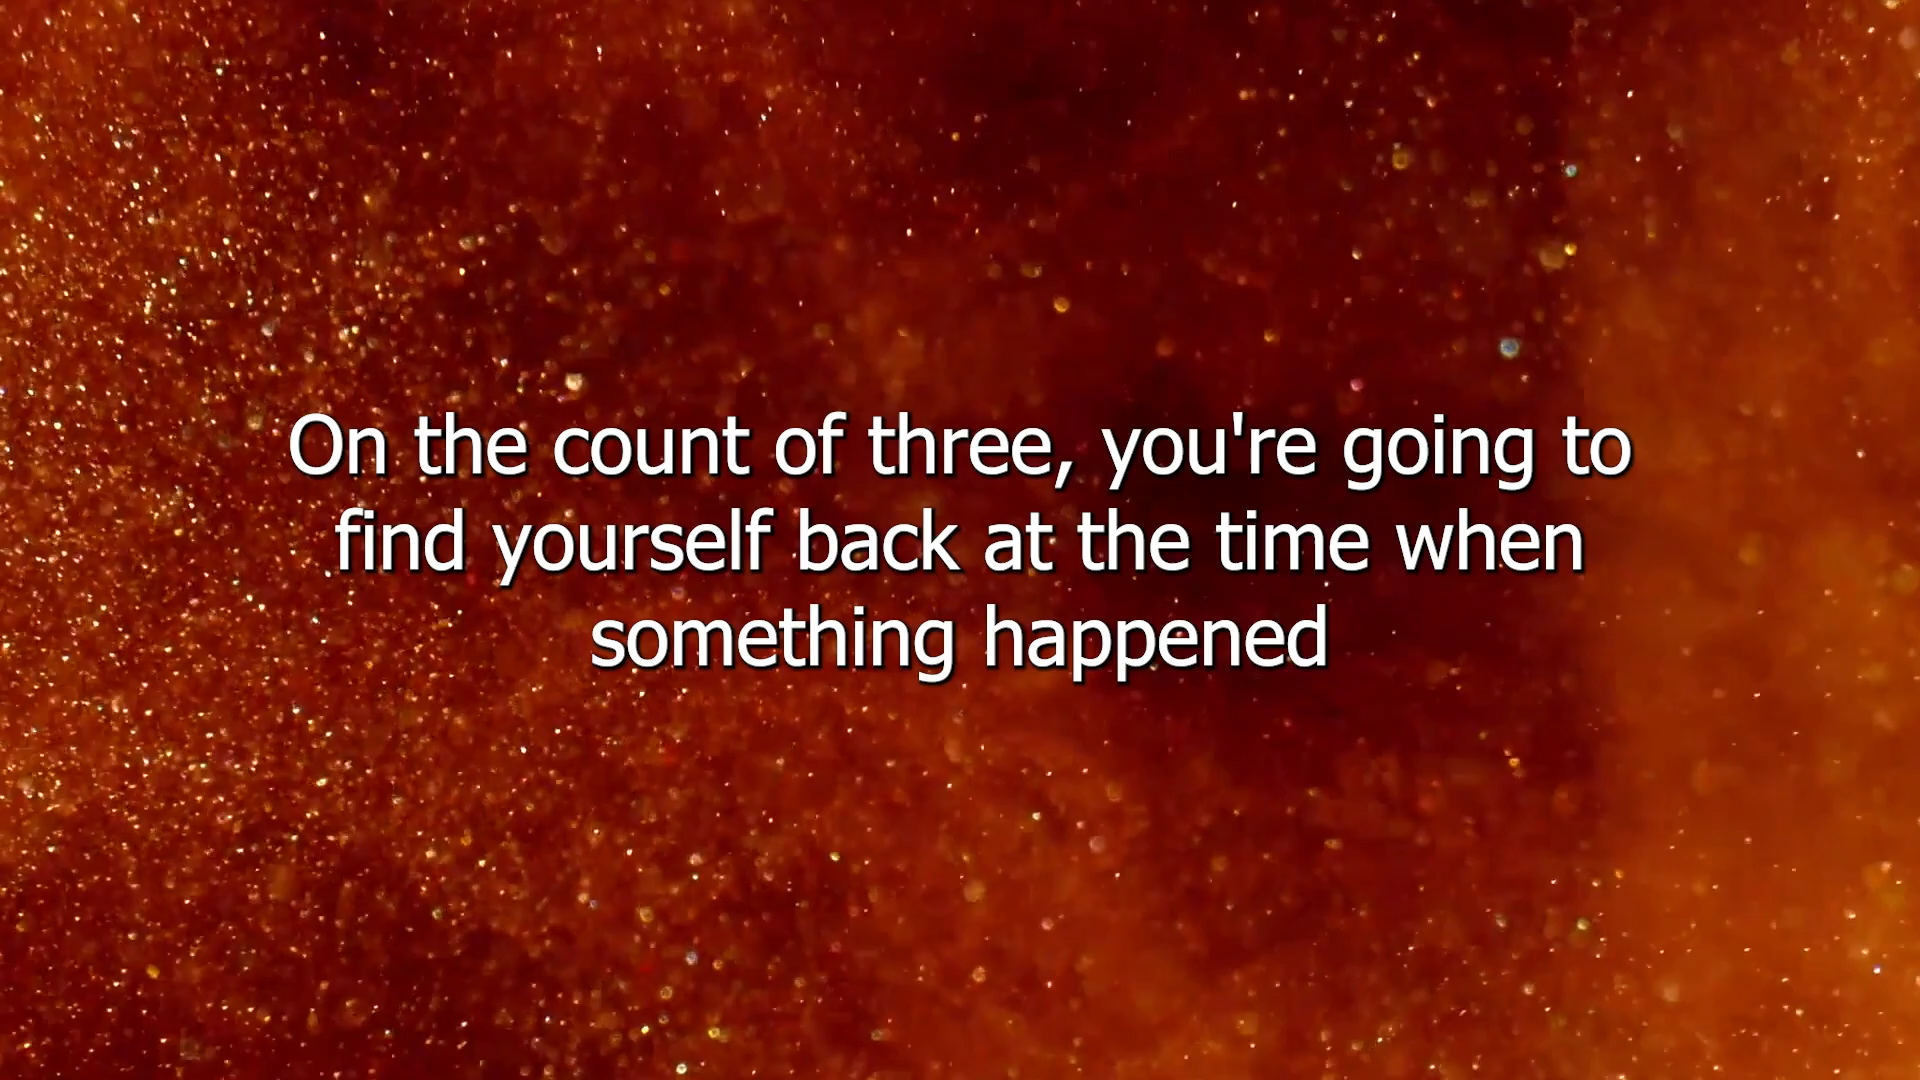 On the count of three, you're going to
find yourself back at the time when
something happened